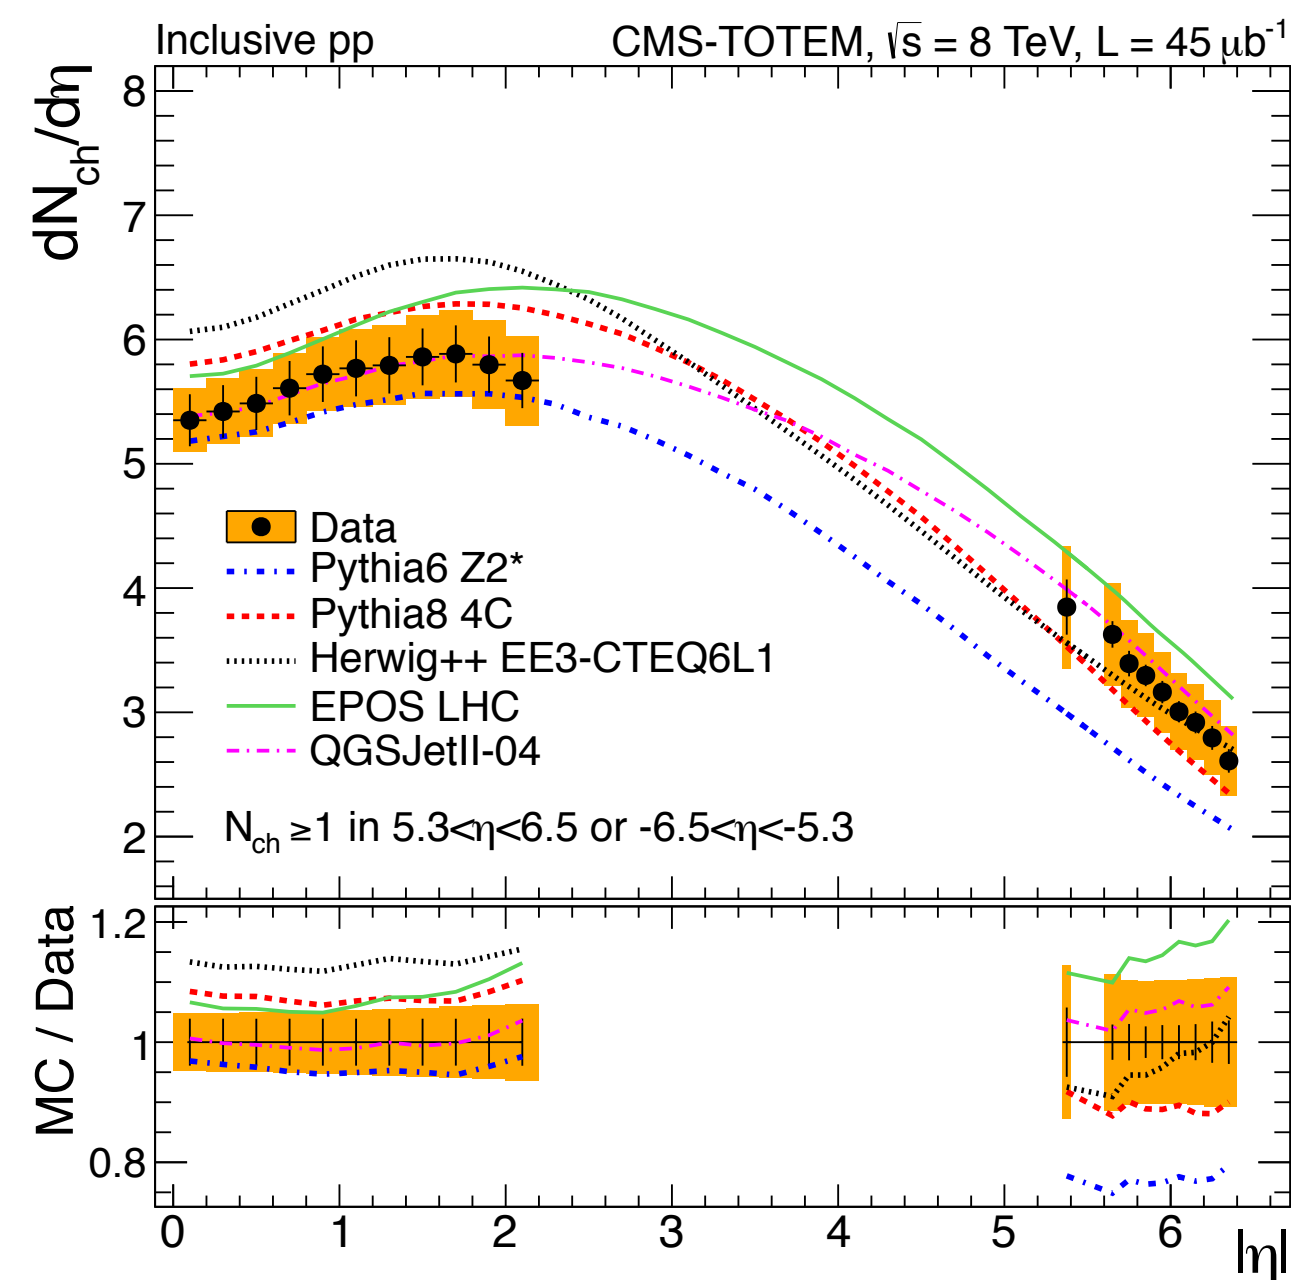 Inclusive pp
CMS-TOTEM, √s = 8 TeV, L = 45 μb⁻¹
dN_ch/dη
8
7
6
5
4
3
2
Data
Pythia6 Z2*
Pythia8 4C
Herwig++ EE3-CTEQ6L1
EPOS LHC
QGSJetII-04
N_ch ≥1 in 5.3<η<6.5 or -6.5<η<-5.3
MC / Data
1.2
1
0.8
0 1 2 3 4 5 6
|η|